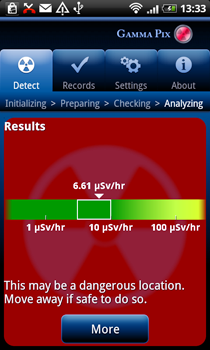 13:33
GAMMA PIX
Detect Records Settings About
Initializing > Preparing > Checking > Analyzing
Results
6.61 µSv/hr
1 µSv/hr 10 µSv/hr 100 µSv/hr
This may be a dangerous location.
Move away if safe to do so.
More